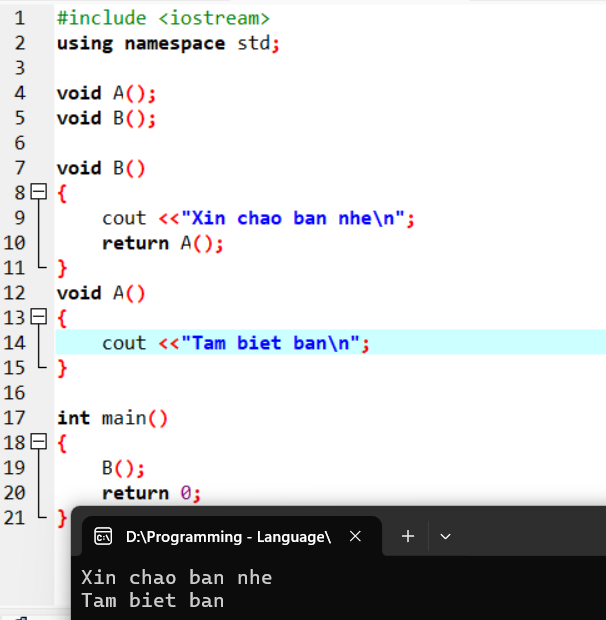 1 #include <iostream>
2 using namespace std;
3
4 void A();
5 void B();
6
7 void B()
8 {
9 cout <<"Xin chao ban nhe\n";
10 return A();
11 }
12 void A()
13 {
14 cout <<"Tam biet ban\n";
15 }
16
17 int main()
18 {
19 B();
20 return 0;
21 }
D:\Programming - Language\
Xin chao ban nhe
Tam biet ban